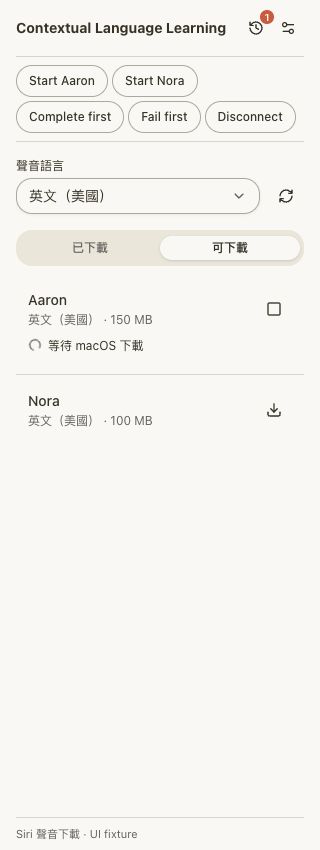 Contextual Language Learning
1
Start Aaron
Start Nora
Complete first
Fail first
Disconnect
聲音語言
英文（美國）
已下載
可下載
Aaron
英文（美國） · 150 MB
等待 macOS 下載
Nora
英文（美國） · 100 MB
Siri 聲音下載 · UI fixture